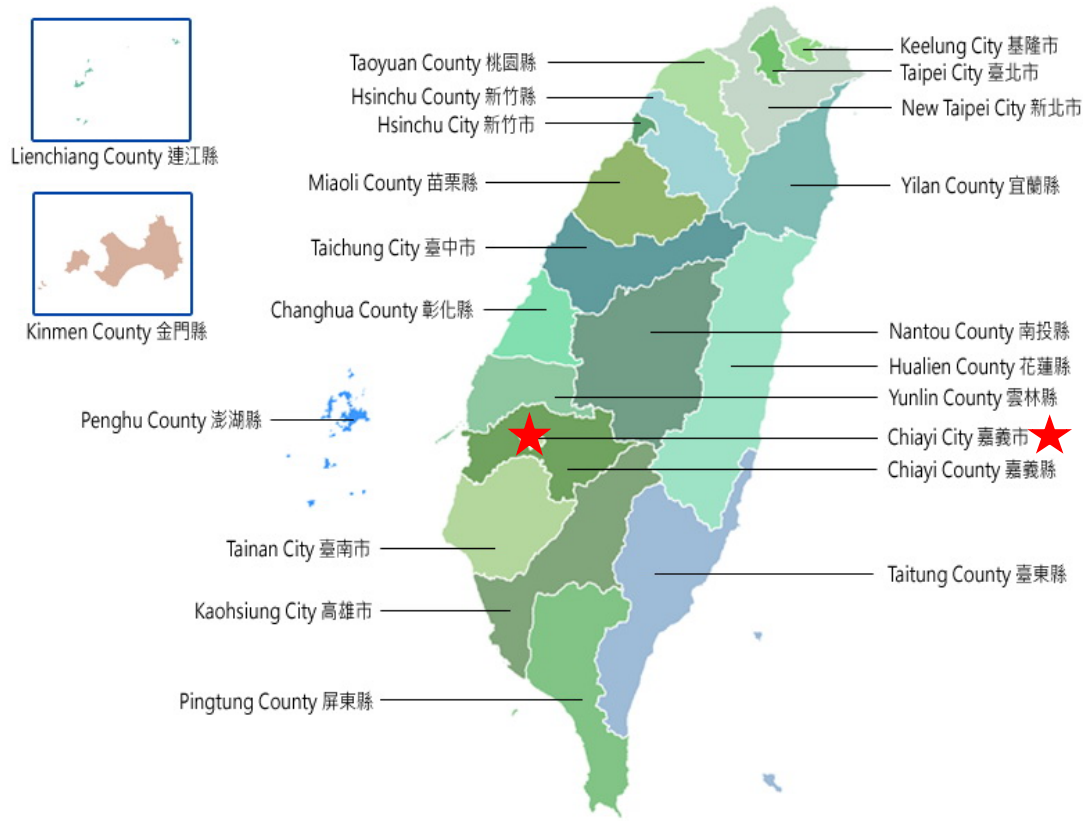 Lienchiang County 連江縣
Kinmen County 金門縣
Penghu County 澎湖縣
Taoyuan County 桃園縣
Hsinchu County 新竹縣
Hsinchu City 新竹市
Miaoli County 苗栗縣
Taichung City 臺中市
Changhua County 彰化縣
Tainan City 臺南市
Kaohsiung City 高雄市
Pingtung County 屏東縣
Keelung City 基隆市
Taipei City 臺北市
New Taipei City 新北市
Yilan County 宜蘭縣
Nantou County 南投縣
Hualien County 花蓮縣
Yunlin County 雲林縣
Chiayi City 嘉義市
Chiayi County 嘉義縣
Taitung County 臺東縣